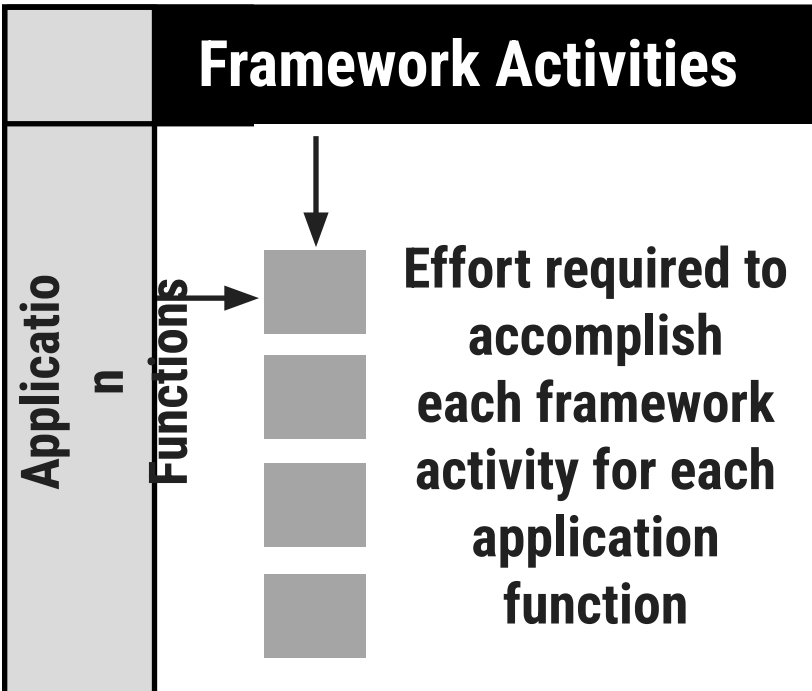 Framework Activities
Applicatio
n
Functions
Effort required to
accomplish
each framework
activity for each
application
function